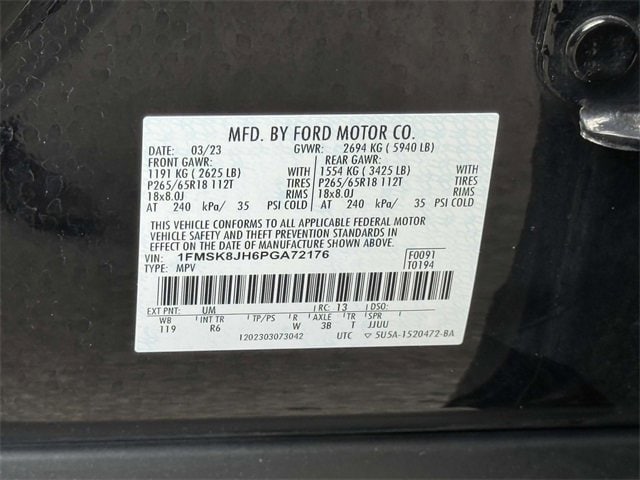 MFD. BY FORD MOTOR CO.
DATE: 03/23 GVWR: 2694 KG ( 5940 LB)
FRONT GAWR: REAR GAWR:
1191 KG ( 2625 LB) 1554 KG ( 3425 LB)
P265/65R18 112T TIRES P265/65R18 112T TIRES
18x8.0J RIMS 18x8.0J RIMS
AT 240 kPa/ 35 PSI COLD AT 240 kPa/ 35 PSI COLD
THIS VEHICLE CONFORMS TO ALL APPLICABLE FEDERAL MOTOR
VEHICLE SAFETY AND THEFT PREVENTION STANDARDS IN EFFECT
ON THE DATE OF MANUFACTURE SHOWN ABOVE.
VIN: 1FMSK8JH6PGA72176 F0091
TYPE: MPV T0194
EXT PNT: UM RC: 13 DSO:
WB INT TR TP/PS R AXLE TR SPR
119 R6 W 3B T JJUU
1202303073042 UTC SU5A-1520472-BA